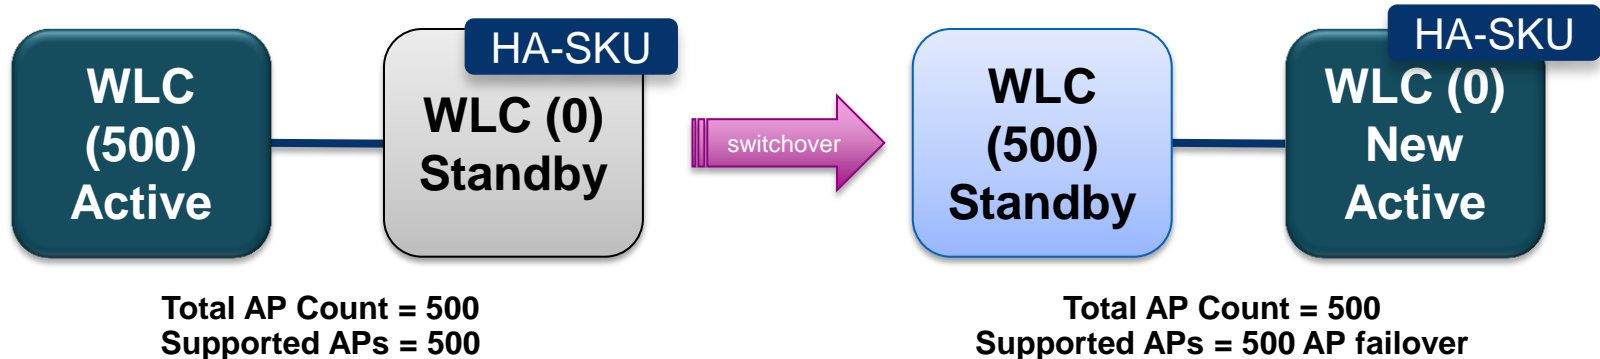 WLC
(500)
Active
HA-SKU
WLC (0)
Standby
switchover
WLC
(500)
Standby
HA-SKU
WLC (0)
New
Active
Total AP Count = 500
Supported APs = 500
Total AP Count = 500
Supported APs = 500 AP failover